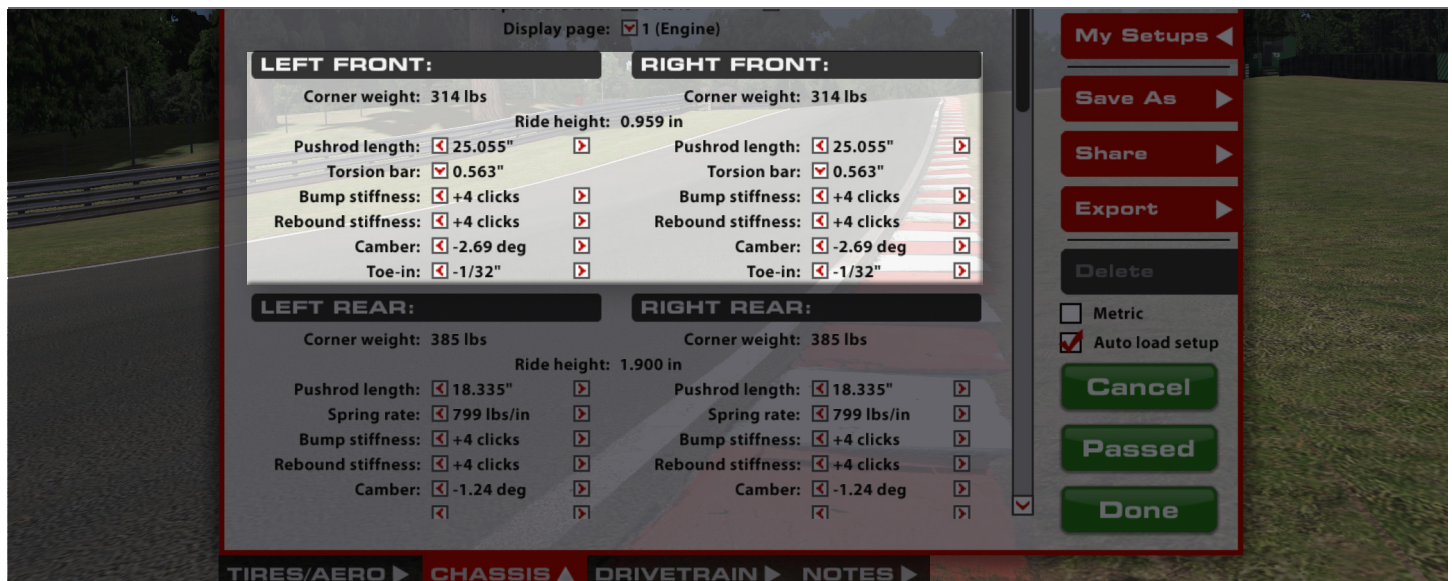 Display page: 1 (Engine)
My Setups
LEFT FRONT: RIGHT FRONT:
Corner weight: 314 lbs Corner weight: 314 lbs
Save As
Ride height: 0.959 in
Pushrod length: 25.055" Pushrod length: 25.055"
Share
Torsion bar: 0.563" Torsion bar: 0.563"
Bump stiffness: +4 clicks Bump stiffness: +4 clicks
Export
Rebound stiffness: +4 clicks Rebound stiffness: +4 clicks
Camber: -2.69 deg Camber: -2.69 deg
Toe-in: -1/32" Toe-in: -1/32"
Delete
LEFT REAR: RIGHT REAR:
Metric
Corner weight: 385 lbs Corner weight: 385 lbs
Auto load setup
Ride height: 1.900 in
Pushrod length: 18.335" Pushrod length: 18.335"
Cancel
Spring rate: 799 lbs/in Spring rate: 799 lbs/in
Bump stiffness: +4 clicks Bump stiffness: +4 clicks
Passed
Rebound stiffness: +4 clicks Rebound stiffness: +4 clicks
Camber: -1.24 deg Camber: -1.24 deg
Done
TIRES/AERO CHASSIS DRIVETRAIN NOTES